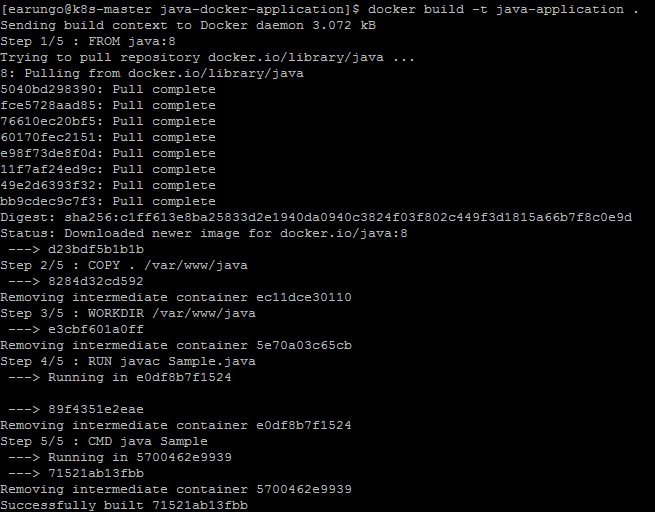 [earungo@k8s-master java-docker-application]$ docker build -t java-application .
Sending build context to Docker daemon 3.072 kB
Step 1/5 : FROM java:8
Trying to pull repository docker.io/library/java ...
8: Pulling from docker.io/library/java
5040bd298390: Pull complete
fce5728aad85: Pull complete
76610ec20bf5: Pull complete
60170fec2151: Pull complete
e98f73de8f0d: Pull complete
11f7af24ed9c: Pull complete
49e2d6393f32: Pull complete
bb9cdec9c7f3: Pull complete
Digest: sha256:c1ff613e8ba25833d2e1940da0940c3824f03f802c449f3d1815a66b7f8c0e9d
Status: Downloaded newer image for docker.io/java:8
 ---> d23bdf5b1b1b
Step 2/5 : COPY . /var/www/java
 ---> 8284d32cd592
Removing intermediate container ec11dce30110
Step 3/5 : WORKDIR /var/www/java
 ---> e3cbf601a0ff
Removing intermediate container 5e70a03c65cb
Step 4/5 : RUN javac Sample.java
 ---> Running in e0df8b7f1524
 ---> 89f4351e2eae
Removing intermediate container e0df8b7f1524
Step 5/5 : CMD java Sample
 ---> Running in 5700462e9939
 ---> 71521ab13fbb
Removing intermediate container 5700462e9939
Successfully built 71521ab13fbb